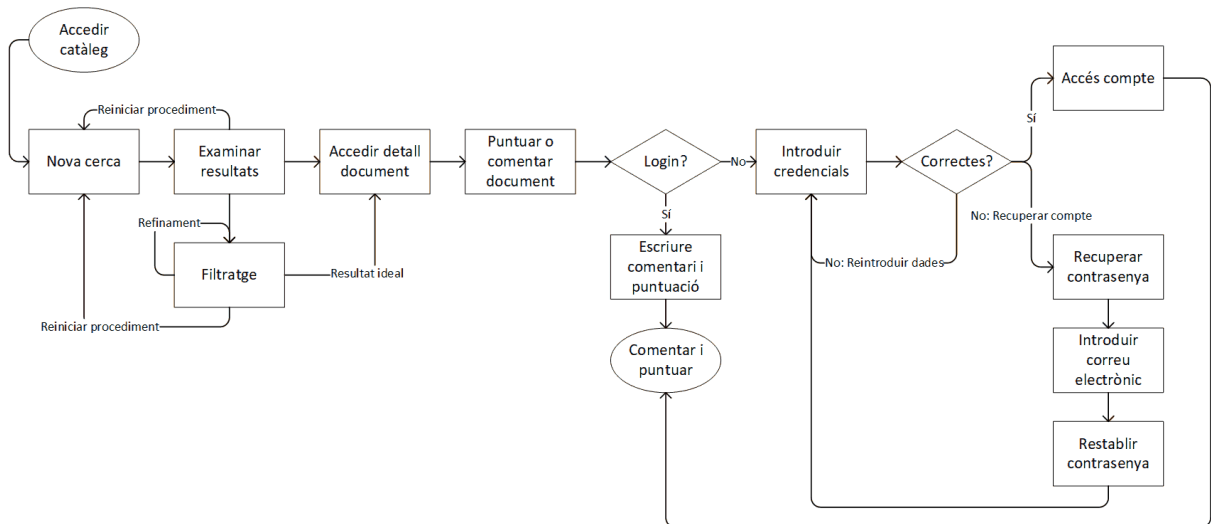 Accedir
catàleg
Reiniciar procediment
Nova cerca
Examinar
resultats
Accedir detall
document
Puntuar o
comentar
document
Login?
No
Introduir
credencials
Correctes?
Sí
Accés compte
Refinament
Filtratge
Resultat ideal
Reiniciar procediment
Sí
Escriure
comentari i
puntuació
Comentar i
puntuar
No: Reintroduir dades
No: Recuperar compte
Recuperar
contrasenya
Introduir
correu
electrònic
Restablir
contrasenya